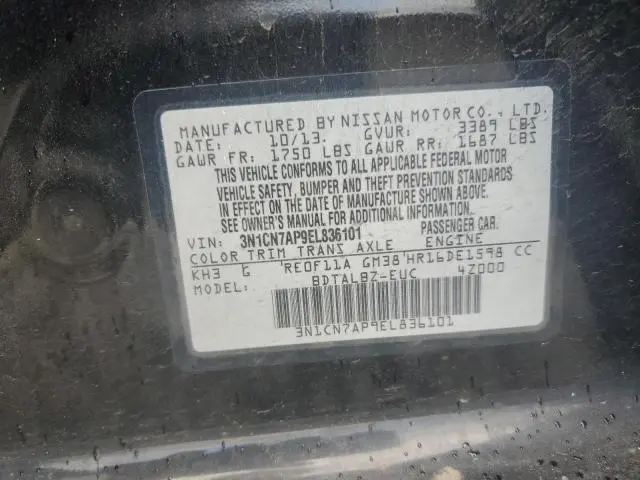 MANUFACTURED BY NISSAN MOTOR CO., LTD.
DATE: 10/13. GVWR: 3389 LBS
GAWR FR: 1750 LBS GAWR RR: 1687 LBS
THIS VEHICLE CONFORMS TO ALL APPLICABLE FEDERAL MOTOR
VEHICLE SAFETY, BUMPER AND THEFT PREVENTION STANDARDS
IN EFFECT ON THE DATE OF MANUFACTURE SHOWN ABOVE.
SEE OWNER'S MANUAL FOR ADDITIONAL INFORMATION.
VIN: 3N1CN7AP9EL836101 PASSENGER CAR.
COLOR TRIM TRANS AXLE ENGINE
KH3 G RE0F11A GM38 HR16DE1598 CC
MODEL: BDTALBZ-EUC 4Z000
3N1CN7AP9EL836101